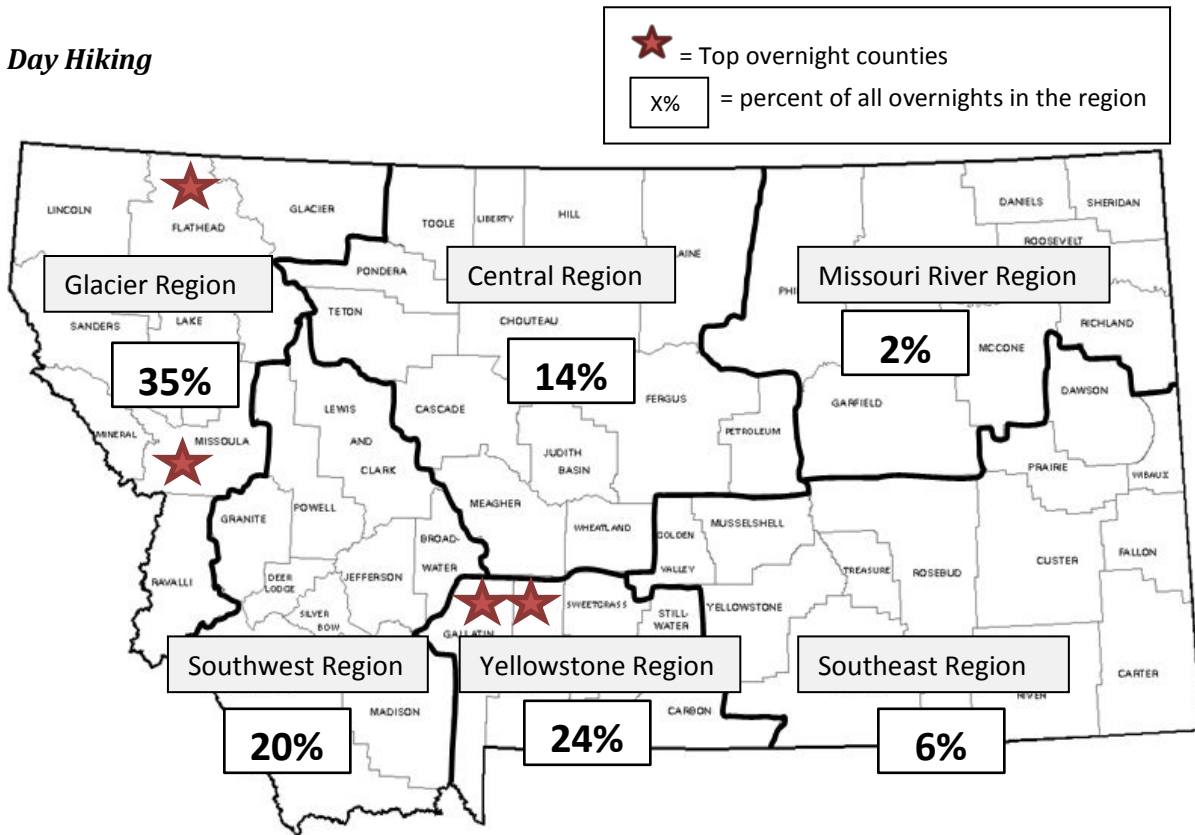 Day Hiking
= Top overnight counties
X% = percent of all overnights in the region
LINCOLN
FLATHEAD
GLACIER
TOOLE
LIBERTY
HILL
LAINE
DANIELS
SHERIDAN
ROOSEVELT
PONDERA
PHI
Glacier Region
Central Region
Missouri River Region
SANDERS
LAKE
TETON
CHOUTEAU
RICHLAND
MCCONE
35%
14%
2%
DAWSON
LEWIS
AND
CLARK
CASCADE
FERGUS
GARFIELD
PETROLEUM
MINERAL
MISSOULA
JUDITH
BASIN
PRAIRIE
WIBAUX
GRANITE
POWELL
MEAGHER
WHEATLAND
GOLDEN
VALLEY
MUSSELSHELL
BROAD-
WATER
JEFFERSON
RAVALLI
DEER
LODGE
SILVER
BOW
TREASURE
ROSEBUD
CUSTER
FALLON
GALLATIN
SWEETGRASS
STILL-
WATER
YELLOWSTONE
Southwest Region
Yellowstone Region
Southeast Region
CARTER
RIVER
MADISON
CARBON
20%
24%
6%